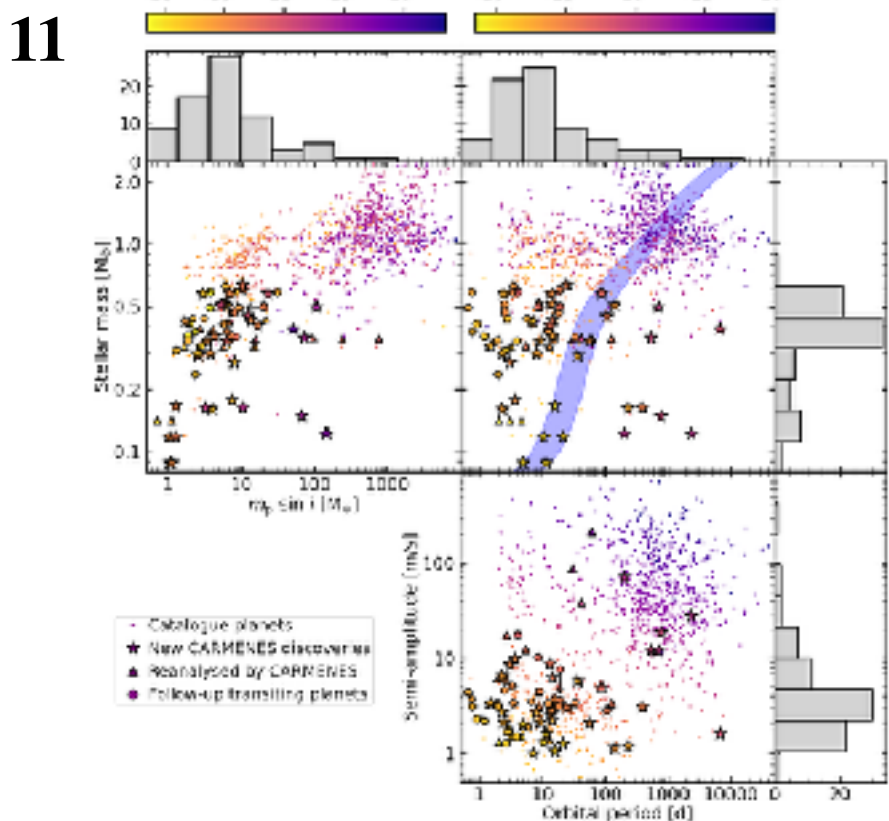 11
20
10
0
2.0
1.0
0.5
0.2
0.1
Stellar mass [M⊙]
1 10 100 1000
m_p sin i [M⊕]
100
10
1
Semi-amplitude [m/s]
1 10 100 1000 10000
Orbital period [d]
0 20
Catalogue planets
New CARMENES discoveries
Reanalysed by CARMENES
Follow-up transiting planets